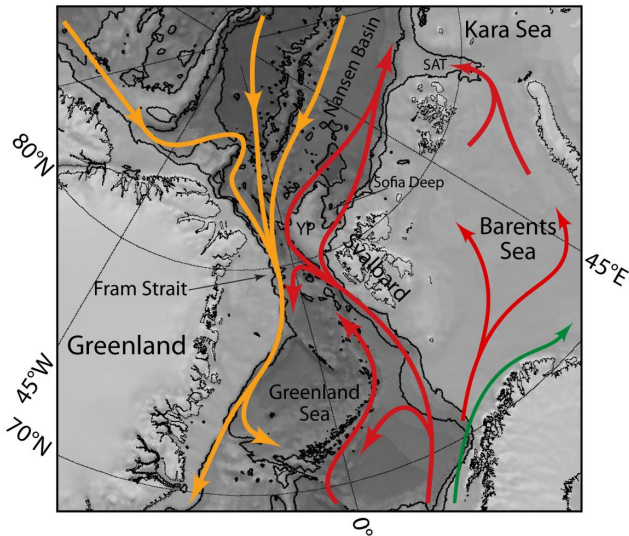 Kara Sea
SAT
Nansen Basin
80°N
Sofia Deep
YP
Svalbard
Barents
Sea
45°E
Fram Strait
Greenland
45°W
Greenland
Sea
70°N
0°